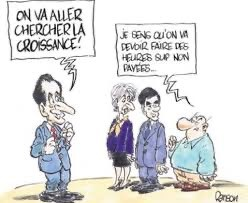 ON VA ALLER
CHERCHER LA
CROISSANCE!
JE SENS QU'ON VA
DEVOIR FAIRE DES
HEURES SUP NON
PAYÉES...